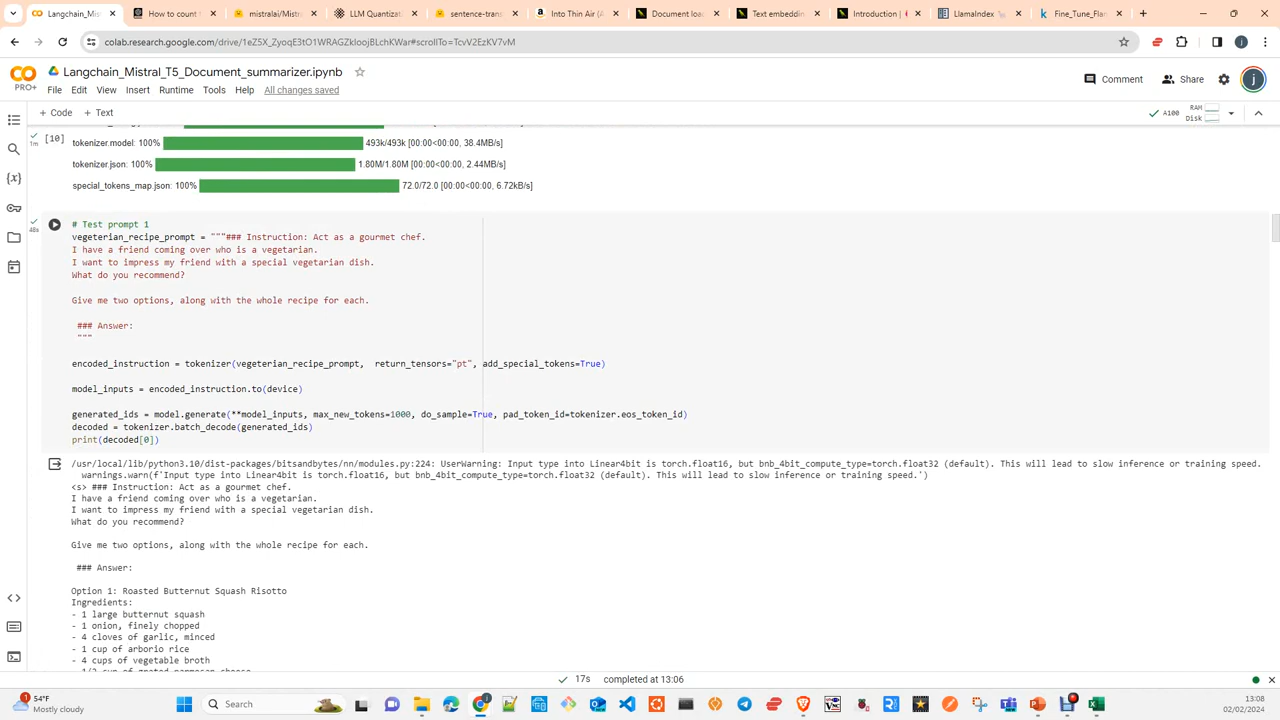 Langchain_Mistral_T5_Docume
How to count t
mistralai/Mistr
LLM Quantizati
sentence-trans
Into Thin Air (A
Document loa
Text embeddin
Introduction |
LlamaIndex
Fine_Tune_Fla
colab.research.google.com/drive/1eZ5X_ZyoqE3tO1WRAGZkloojBLchKWar#scrollTo=TcvV2EzKV7vM
Langchain_Mistral_T5_Document_summarizer.ipynb
PRO+
File Edit View Insert Runtime Tools Help All changes saved
Comment Share
+ Code + Text
A100 RAM
Disk
[10] tokenizer.model: 100% 493k/493k [00:00<00:00, 38.4MB/s]
1m
tokenizer.json: 100% 1.80M/1.80M [00:00<00:00, 2.44MB/s]
special_tokens_map.json: 100% 72.0/72.0 [00:00<00:00, 6.72kB/s]
48s
# Test prompt 1
vegeterian_recipe_prompt = """### Instruction: Act as a gourmet chef.
I have a friend coming over who is a vegetarian.
I want to impress my friend with a special vegetarian dish.
What do you recommend?
Give me two options, along with the whole recipe for each.
### Answer:
"""
encoded_instruction = tokenizer(vegeterian_recipe_prompt, return_tensors="pt", add_special_tokens=True)
model_inputs = encoded_instruction.to(device)
generated_ids = model.generate(**model_inputs, max_new_tokens=1000, do_sample=True, pad_token_id=tokenizer.eos_token_id)
decoded = tokenizer.batch_decode(generated_ids)
print(decoded[0])
/usr/local/lib/python3.10/dist-packages/bitsandbytes/nn/modules.py:224: UserWarning: Input type into Linear4bit is torch.float16, but bnb_4bit_compute_type=torch.float32 (default). This will lead to slow inference or training speed.
warnings.warn(f'Input type into Linear4bit is torch.float16, but bnb_4bit_compute_type=torch.float32 (default). This will lead to slow inference or training speed.')
<s> ### Instruction: Act as a gourmet chef.
I have a friend coming over who is a vegetarian.
I want to impress my friend with a special vegetarian dish.
What do you recommend?
Give me two options, along with the whole recipe for each.
### Answer:
Option 1: Roasted Butternut Squash Risotto
Ingredients:
- 1 large butternut squash
- 1 onion, finely chopped
- 4 cloves of garlic, minced
- 1 cup of arborio rice
- 4 cups of vegetable broth
- 1/2 cup of grated parmesan cheese
17s completed at 13:06
54°F
Mostly cloudy
Search
13:08
02/02/2024